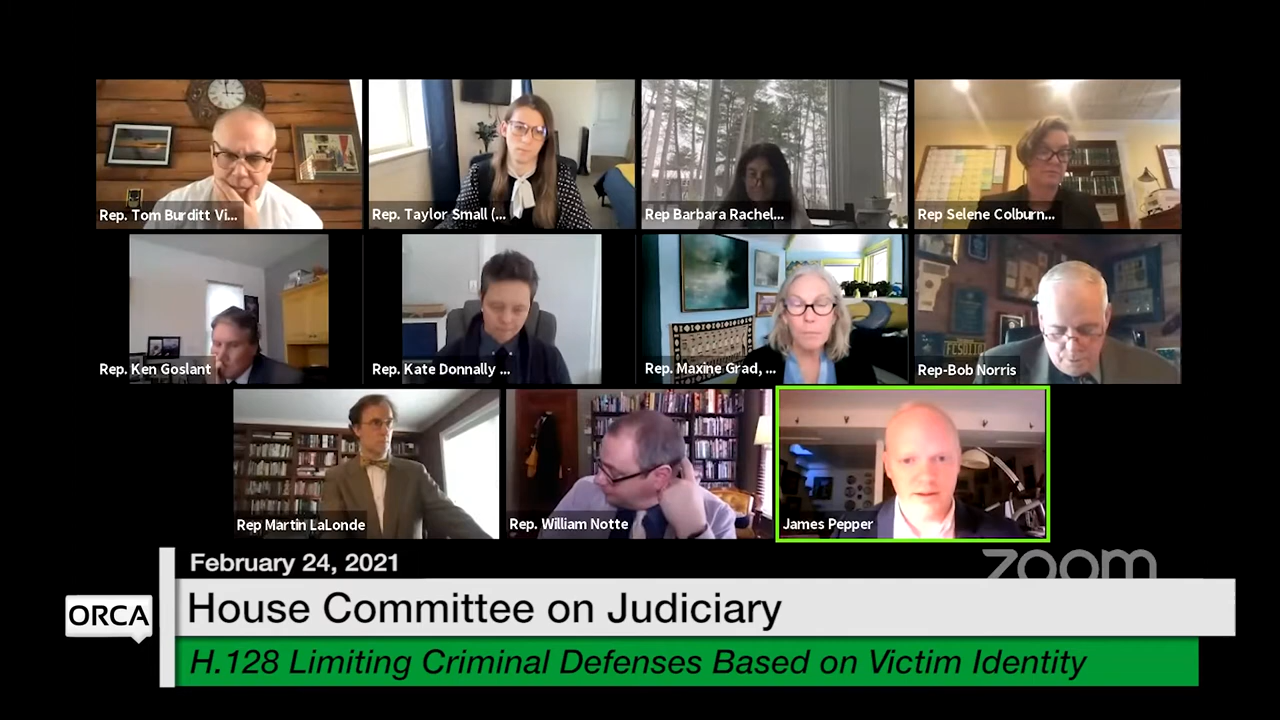 Rep. Tom Burditt Vi...
Rep. Taylor Small (...
Rep Barbara Rachel...
Rep Selene Colburn...
Rep. Ken Goslant
Rep. Kate Donnally ...
Rep. Maxine Grad, ...
Rep-Bob Norris
Rep Martin LaLonde
Rep. William Notte
James Pepper
February 24, 2021
zoom
ORCA
House Committee on Judiciary
H.128 Limiting Criminal Defenses Based on Victim Identity